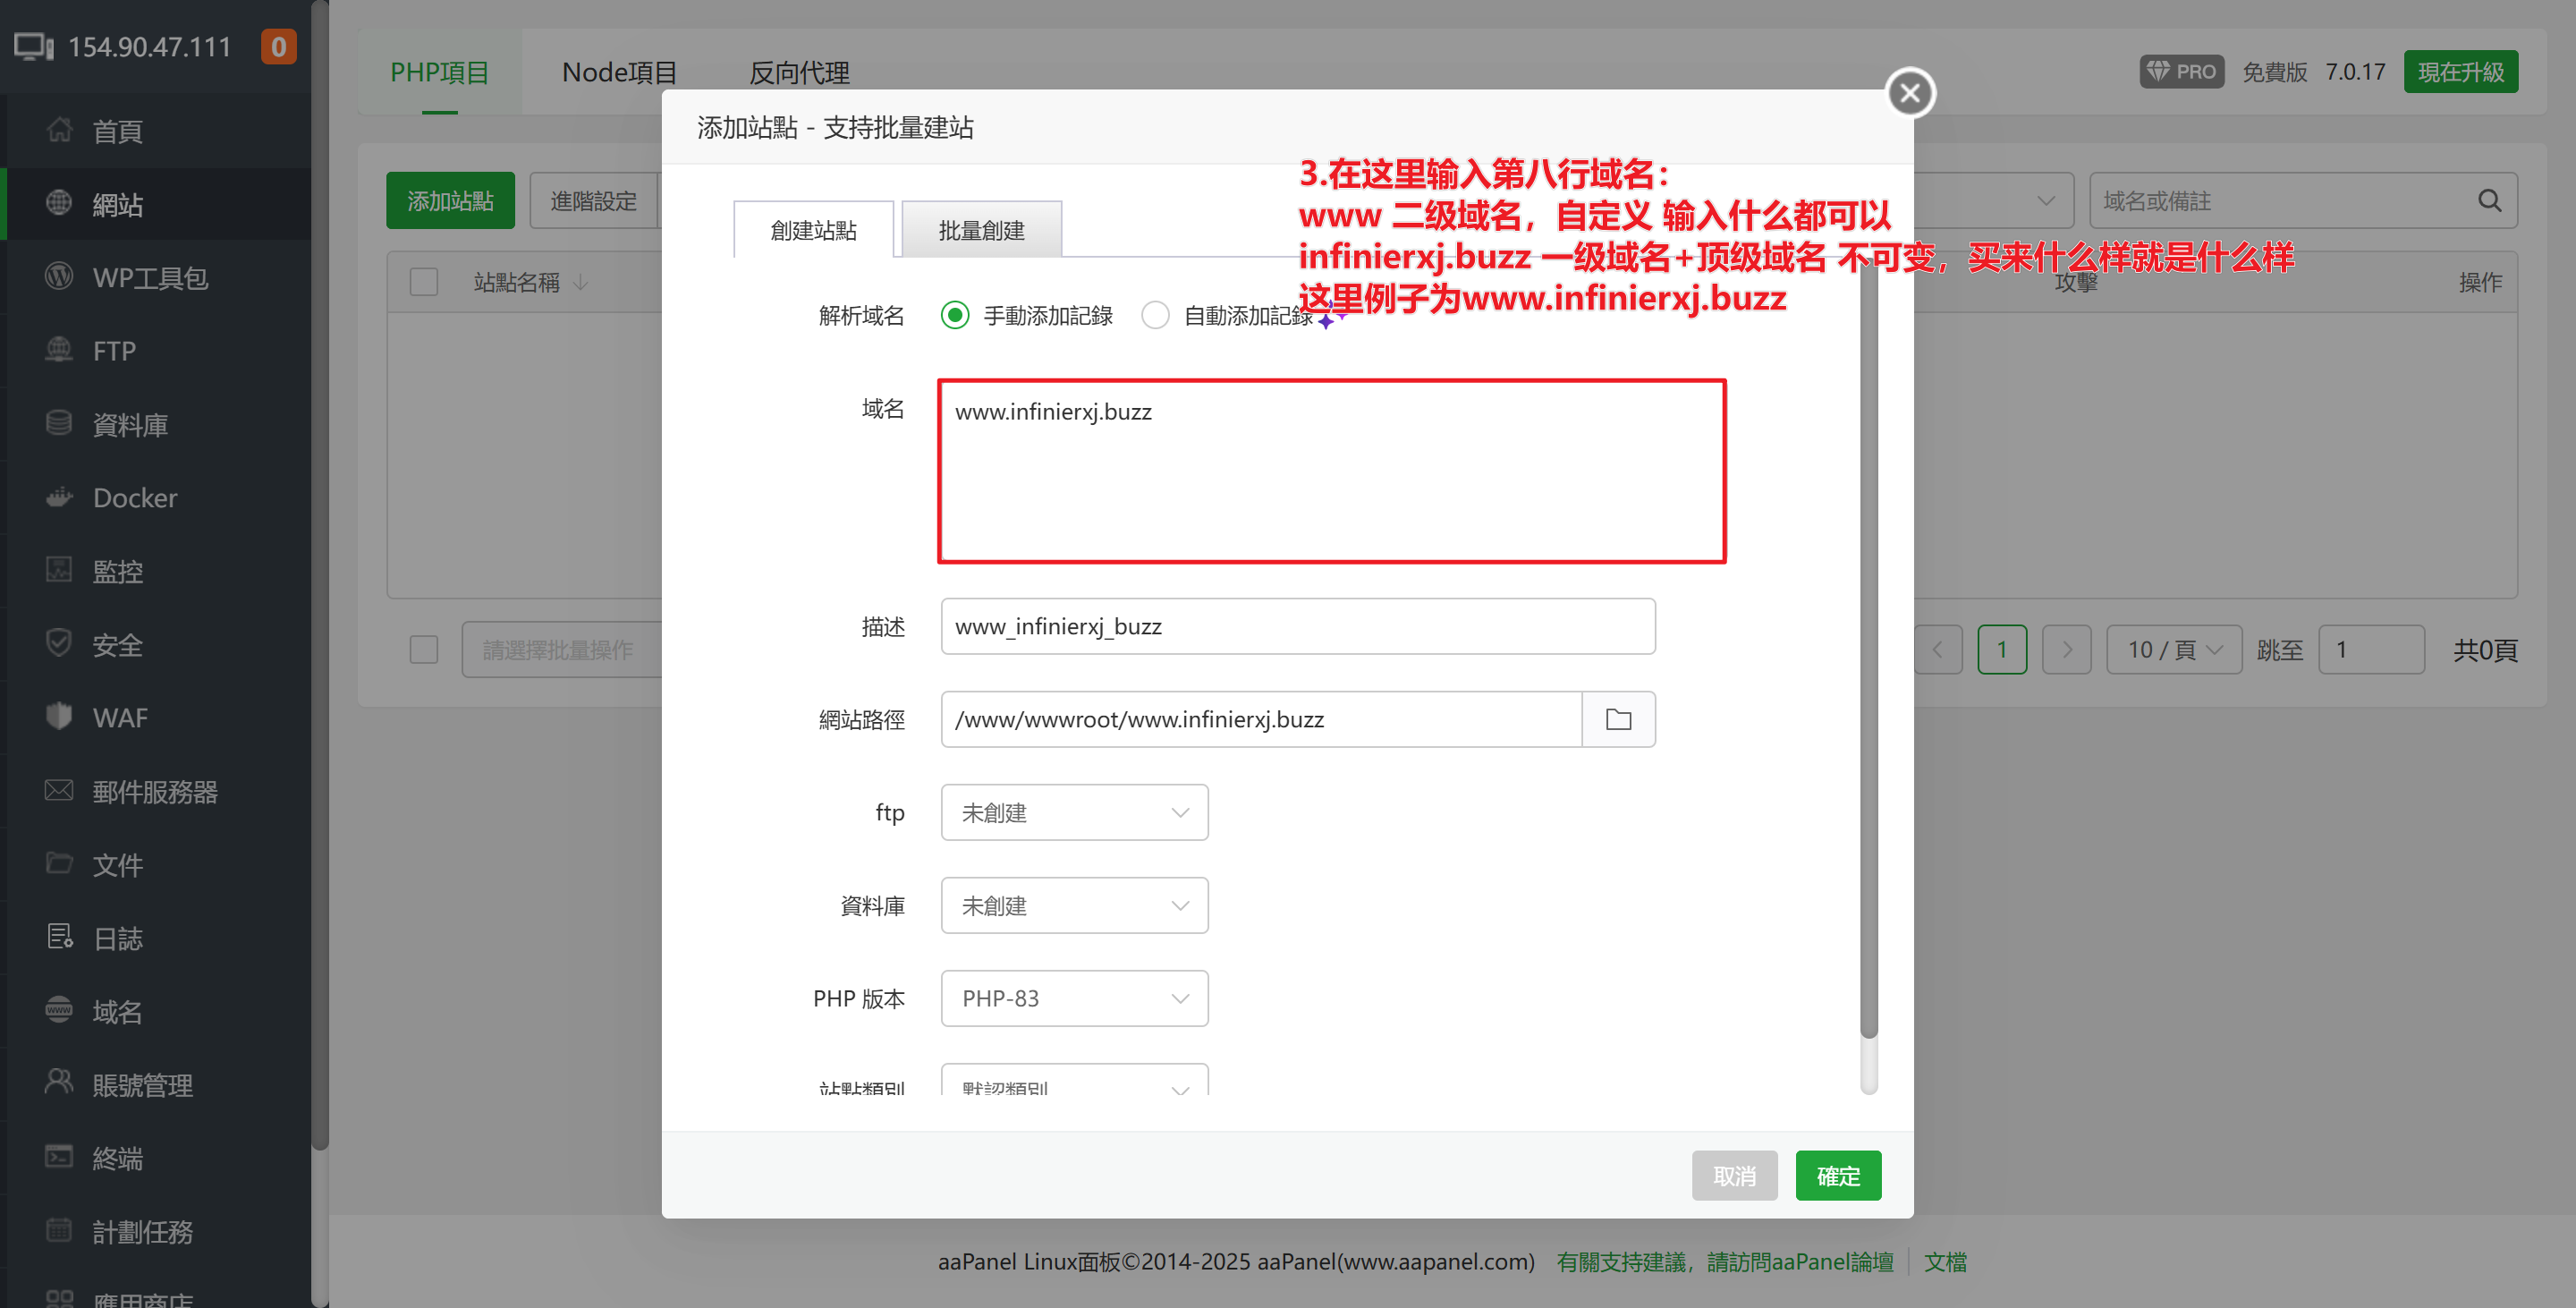 154.90.47.111 0
首頁
網站
WP工具包
FTP
資料庫
Docker
監控
安全
WAF
郵件服務器
文件
日誌
域名
賬號管理
終端
計劃任務
應用商店
PHP項目 Node項目 反向代理
PRO 免費版 7.0.17 現在升級
添加站點 進階設定
域名或備註
站點名稱
攻擊 操作
請選擇批量操作
1 10 / 頁 跳至 1 共0頁
添加站點 - 支持批量建站
3.在这里输入第八行域名：
www 二级域名，自定义 输入什么都可以
infinierxj.buzz 一级域名+顶级域名 不可变，买来什么样就是什么样
这里例子为www.infinierxj.buzz
創建站點 批量創建
解析域名 手動添加記錄 自動添加記錄
域名 www.infinierxj.buzz
描述 www_infinierxj_buzz
網站路徑 /www/wwwroot/www.infinierxj.buzz
ftp 未創建
資料庫 未創建
PHP 版本 PHP-83
站點類別 默認類別
取消 確定
aaPanel Linux面板©2014-2025 aaPanel(www.aapanel.com) 有關支持建議，請訪問aaPanel論壇 文檔